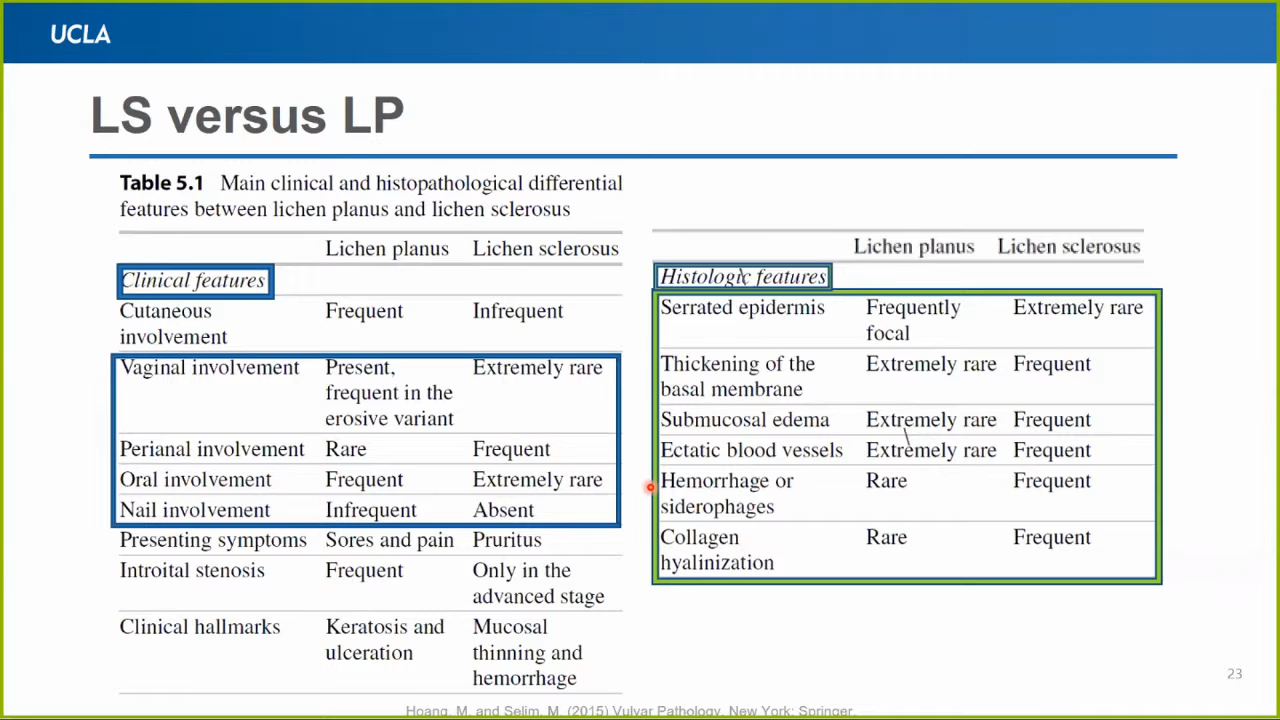 UCLA
LS versus LP
Table 5.1 Main clinical and histopathological differential
features between lichen planus and lichen sclerosus
Lichen planus Lichen sclerosus
Clinical features
Cutaneous Frequent Infrequent
involvement
Vaginal involvement Present, Extremely rare
frequent in the
erosive variant
Perianal involvement Rare Frequent
Oral involvement Frequent Extremely rare
Nail involvement Infrequent Absent
Presenting symptoms Sores and pain Pruritus
Introital stenosis Frequent Only in the
advanced stage
Clinical hallmarks Keratosis and Mucosal
ulceration thinning and
hemorrhage
Lichen planus Lichen sclerosus
Histologic features
Serrated epidermis Frequently Extremely rare
focal
Thickening of the Extremely rare Frequent
basal membrane
Submucosal edema Extremely rare Frequent
Ectatic blood vessels Extremely rare Frequent
Hemorrhage or Rare Frequent
siderophages
Collagen Rare Frequent
hyalinization
23
Hoang, M. and Selim, M. (2015) Vulvar Pathology. New York: Springer.